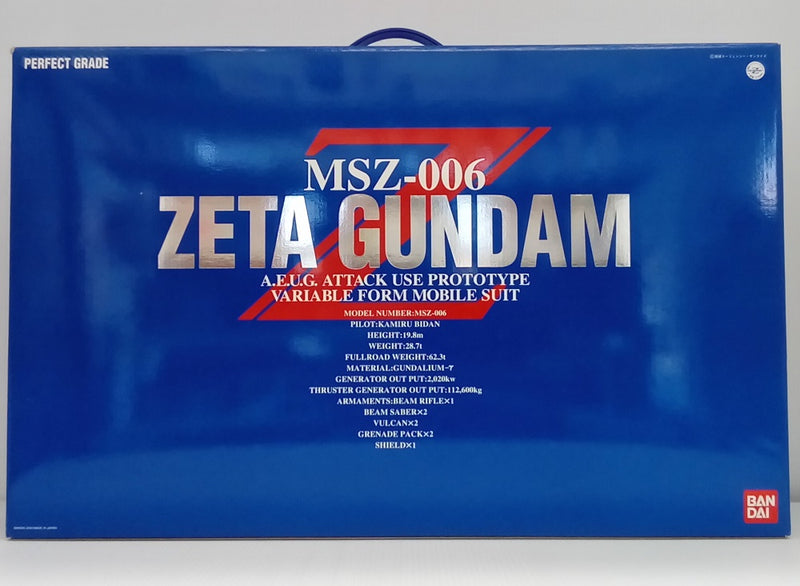 PERFECT GRADE
MSZ-006
ZETA GUNDAM
A.E.U.G. ATTACK USE PROTOTYPE
VARIABLE FORM MOBILE SUIT
MODEL NUMBER:MSZ-006
PILOT:KAMIRU BIDAN
HEIGHT:19.8m
WEIGHT:28.7t
FULLROAD WEIGHT:62.3t
MATERIAL:GUNDALIUM-γ
GENERATOR OUT PUT:2,020kw
THRUSTER GENERATOR OUT PUT:112,600kg
ARMAMENTS:BEAM RIFLE×1
BEAM SABER×2
VULCAN×2
GRENADE PACK×2
SHIELD×1
BAN
DAI